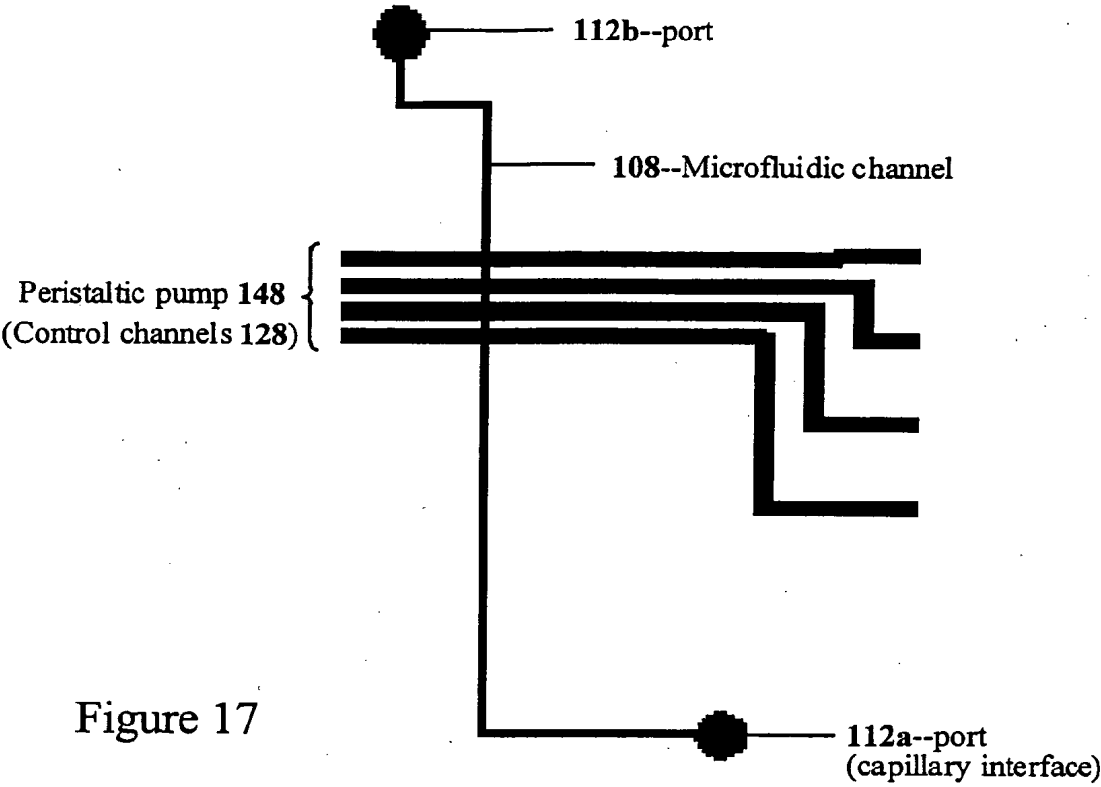 112b--port
108--Microfluidic channel
Peristaltic pump 148
(Control channels 128)
Figure 17
112a--port
(capillary interface)